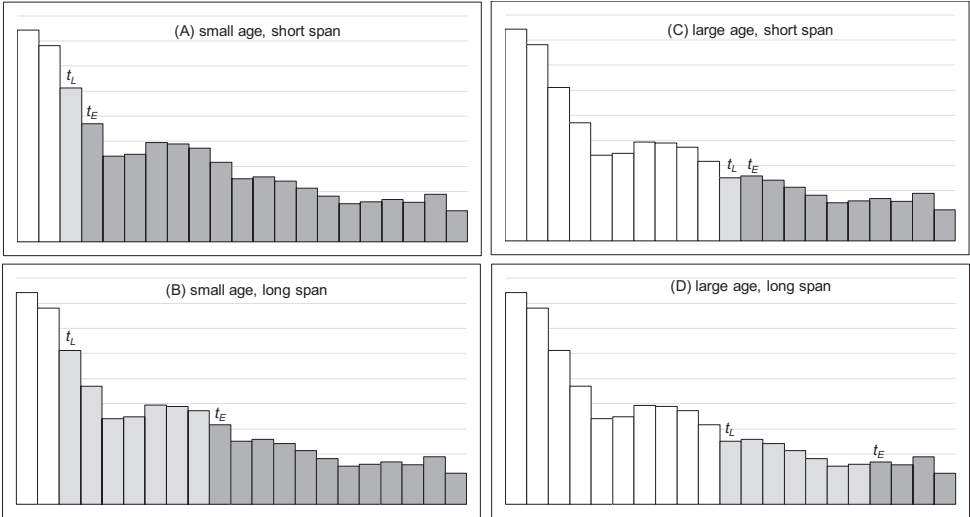 (A) small age, short span
t_L
t_E
(C) large age, short span
t_L t_E
(B) small age, long span
t_L
t_E
(D) large age, long span
t_L
t_E